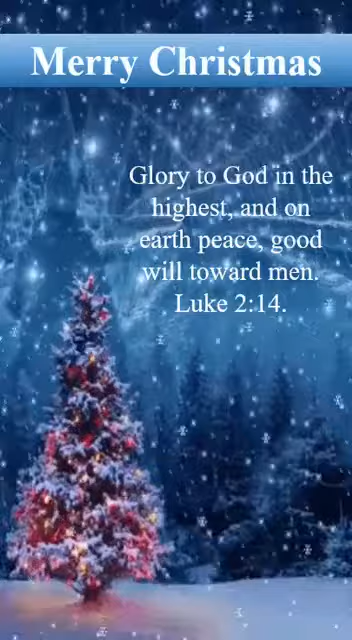 Merry Christmas
Glory to God in the
highest, and on
earth peace, good
will toward men.
Luke 2:14.